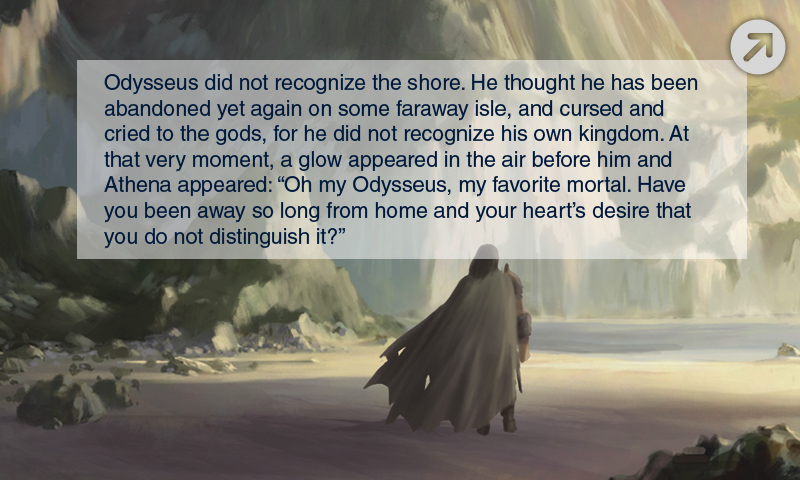 Odysseus did not recognize the shore. He thought he has been
abandoned yet again on some faraway isle, and cursed and
cried to the gods, for he did not recognize his own kingdom. At
that very moment, a glow appeared in the air before him and
Athena appeared: “Oh my Odysseus, my favorite mortal. Have
you been away so long from home and your heart’s desire that
you do not distinguish it?”